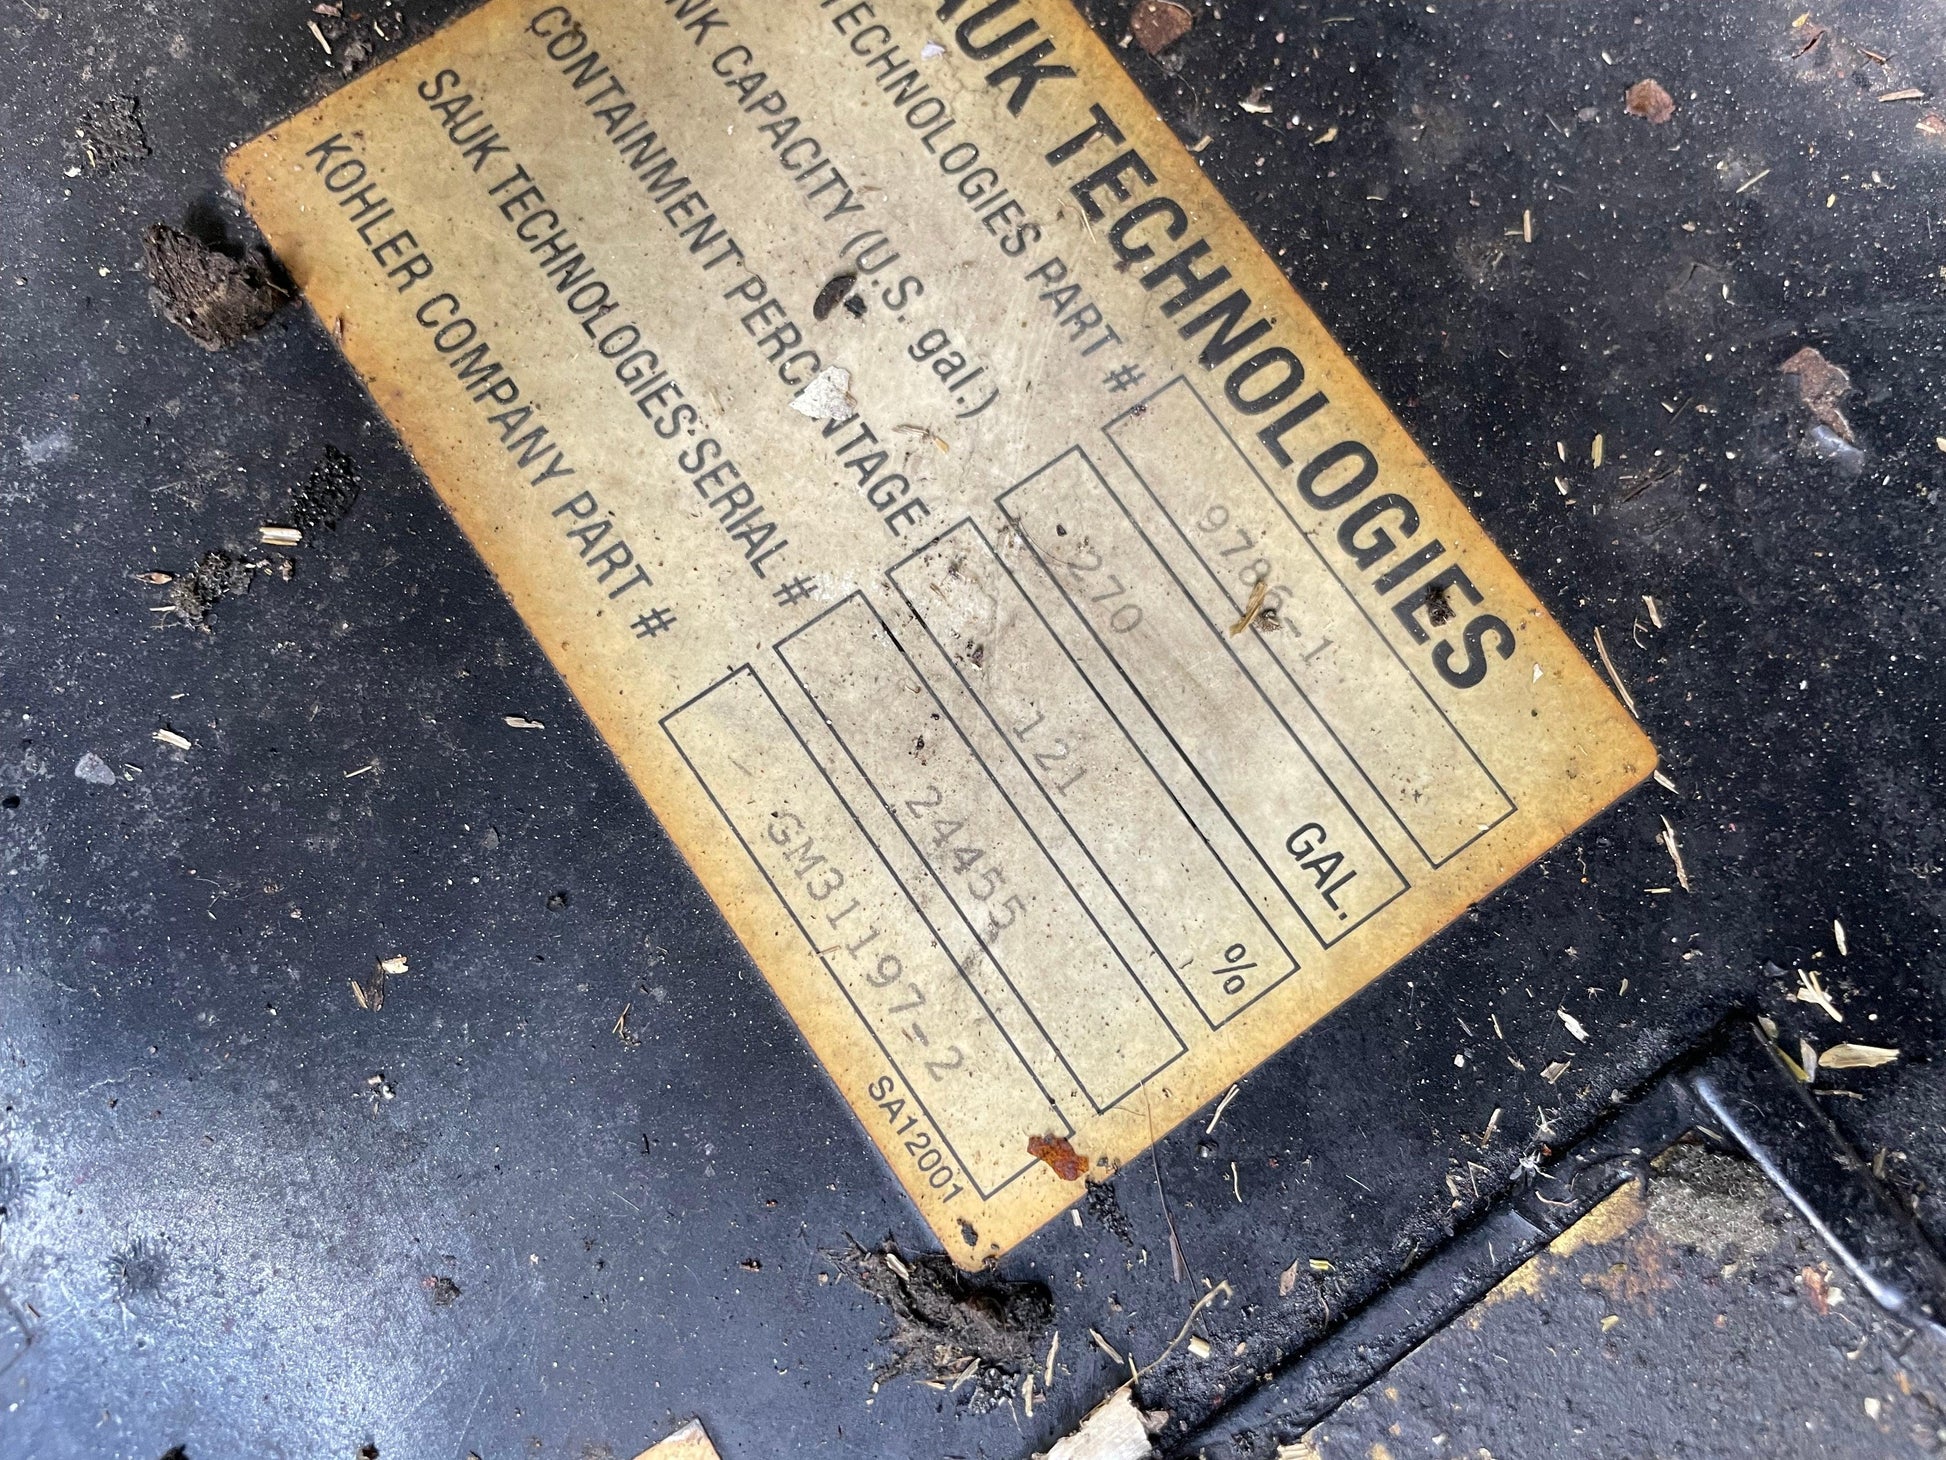 AUK TECHNOLOGIES
TECHNOLOGIES PART # 9786-1
NK CAPACITY (U.S. gal.) 270 GAL.
CONTAINMENT PERCENTAGE 121 %
SAUK TECHNOLOGIES SERIAL # 24455
KOHLER COMPANY PART # GM31197-2
SA12001